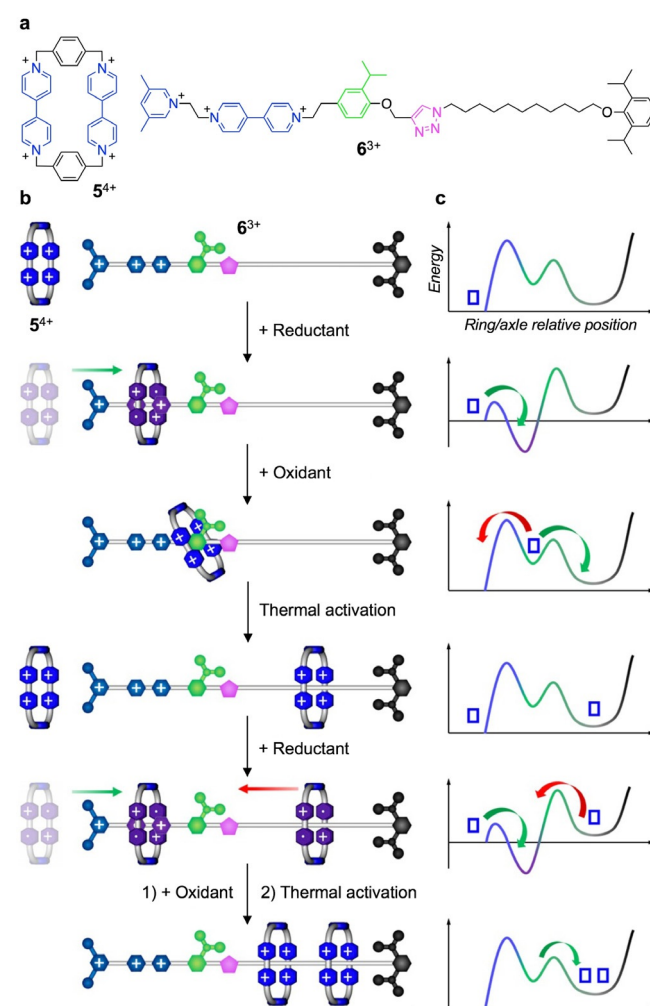 a
+ + + +
N N
N N
+ +
5⁴⁺
N + + N N + O N N=N O
6³⁺
b
c
6³⁺
5⁴⁺
Energy
Ring/axle relative position
+ Reductant
+ Oxidant
Thermal activation
+ Reductant
1) + Oxidant 2) Thermal activation